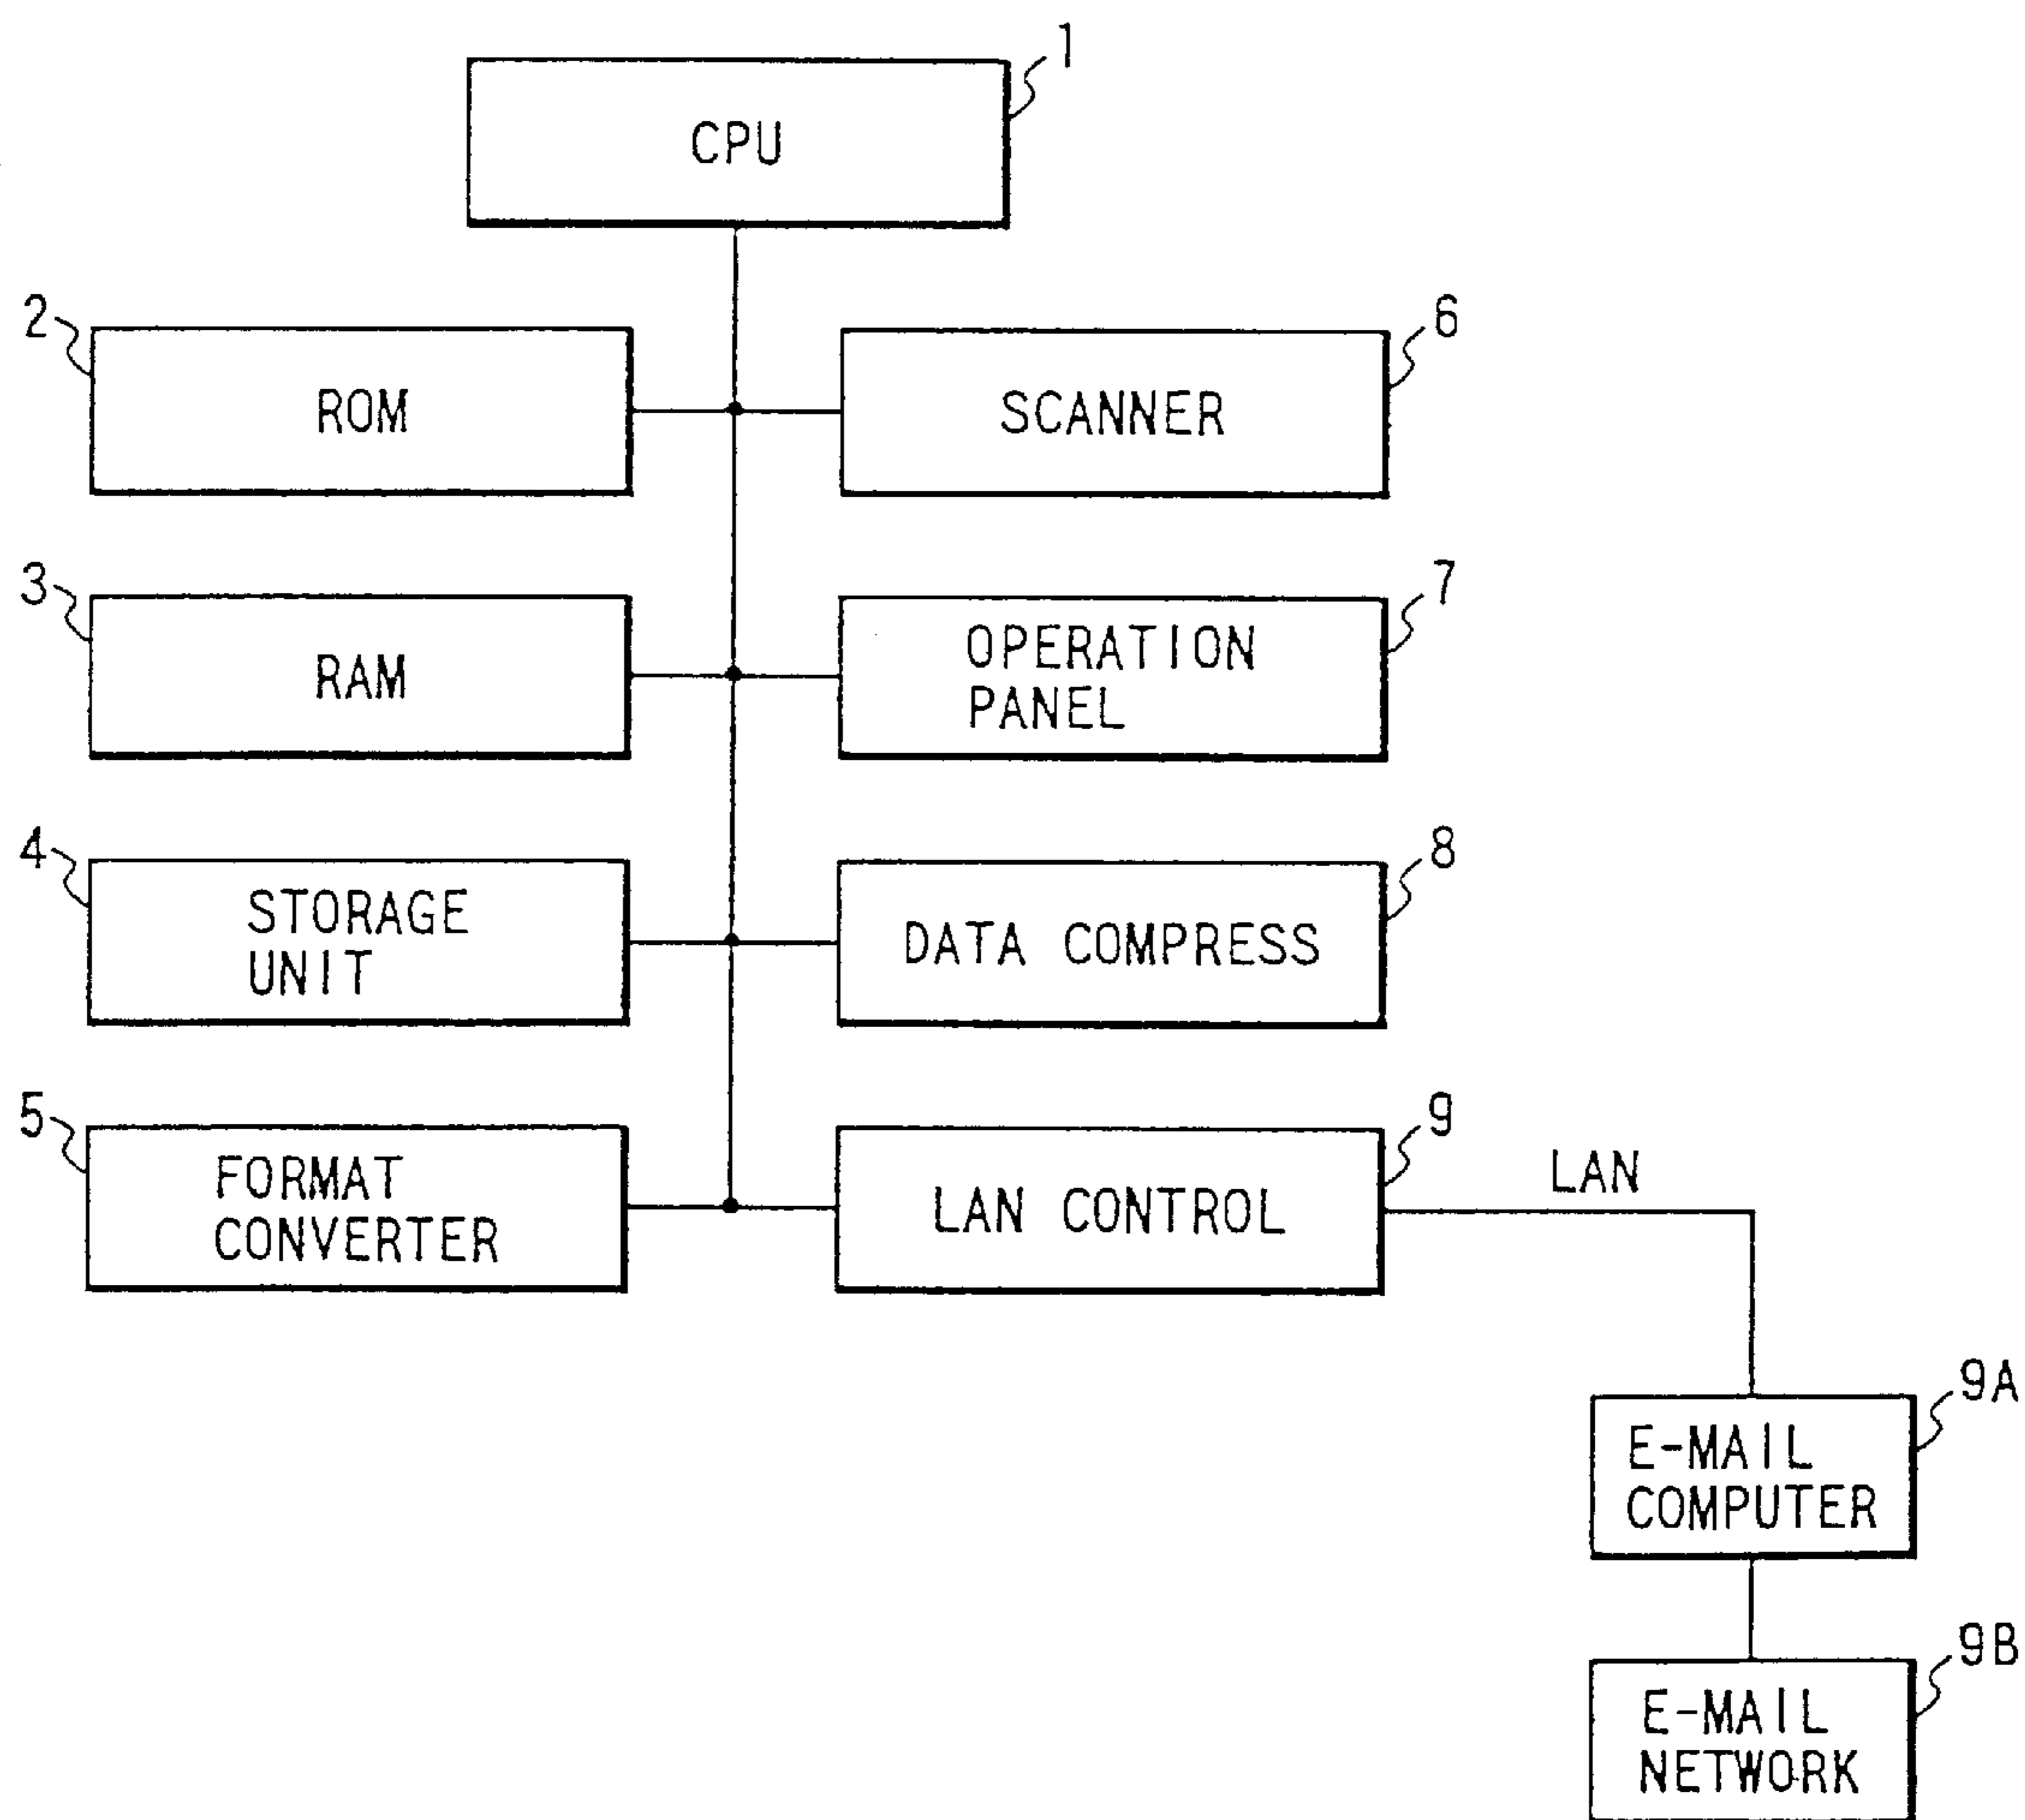 1
CPU
2
ROM
6
SCANNER
3
RAM
7
OPERATION
PANEL
4
STORAGE
UNIT
8
DATA COMPRESS
5
FORMAT
CONVERTER
9
LAN CONTROL
LAN
9A
E-MAIL
COMPUTER
9B
E-MAIL
NETWORK